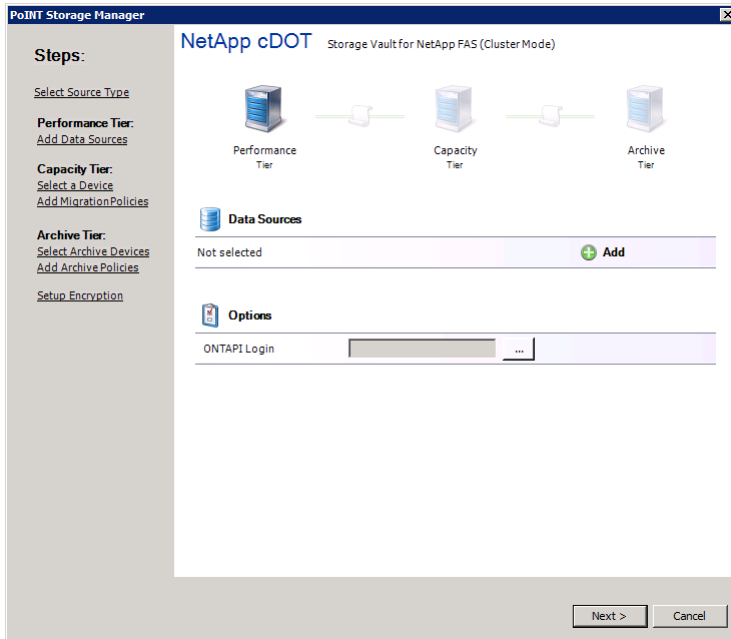 PoINT Storage Manager
Steps:
Select Source Type
Performance Tier:
Add Data Sources
Capacity Tier:
Select a Device
Add Migration Policies
Archive Tier:
Select Archive Devices
Add Archive Policies
Setup Encryption
NetApp cDOT Storage Vault for NetApp FAS (Cluster Mode)
Performance
Tier
Capacity
Tier
Archive
Tier
Data Sources
Not selected Add
Options
ONTAPI Login ...
Next > Cancel